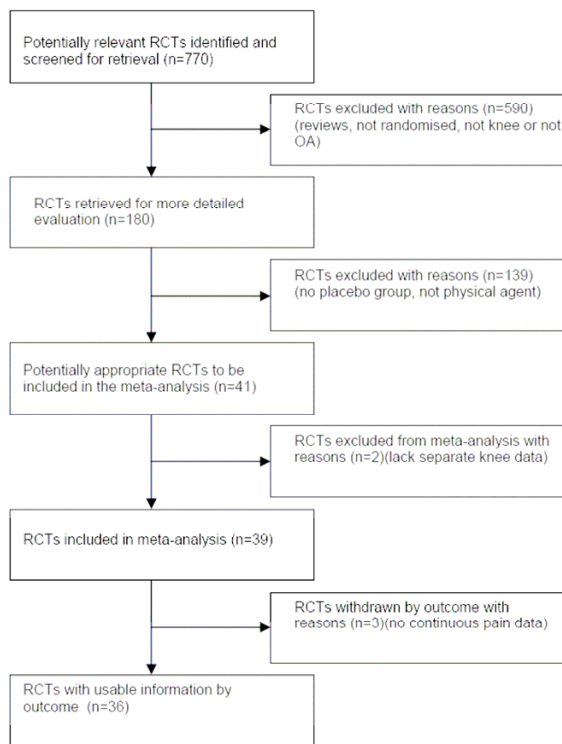 Potentially relevant RCTs identified and
screened for retrieval (n=770)
RCTs excluded with reasons (n=590)
(reviews, not randomised, not knee or not
OA)
RCTs retrieved for more detailed
evaluation (n=180)
RCTs excluded with reasons (n=139)
(no placebo group, not physical agent)
Potentially appropriate RCTs to be
included in the meta-analysis (n=41)
RCTs excluded from meta-analysis with
reasons (n=2)(lack separate knee data)
RCTs included in meta-analysis (n=39)
RCTs withdrawn by outcome with
reasons (n=3)(no continuous pain data)
RCTs with usable information by
outcome (n=36)